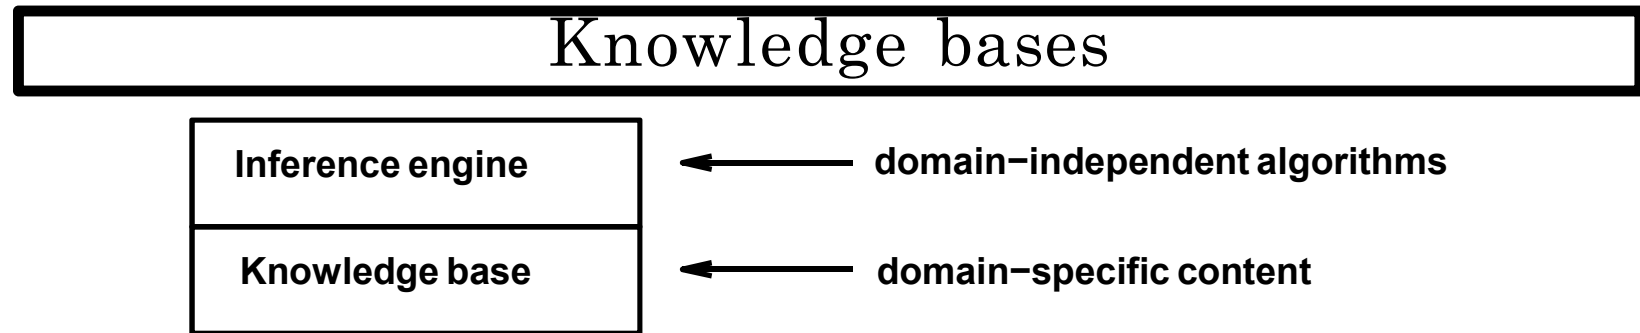 Knowledge bases
Inference engine domain−independent algorithms
Knowledge base domain−specific content